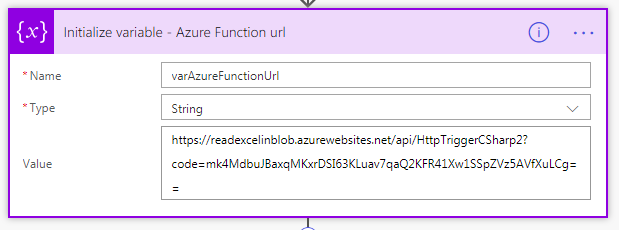 {x} Initialize variable - Azure Function url
* Name varAzureFunctionUrl
* Type String
Value https://readexcelinblob.azurewebsites.net/api/HttpTriggerCSharp2?
code=mk4MdbuJBaxqMKxrDSI63KLuav7qaQ2KFR41Xw1SSpZVz5AVfXuLCg=
=